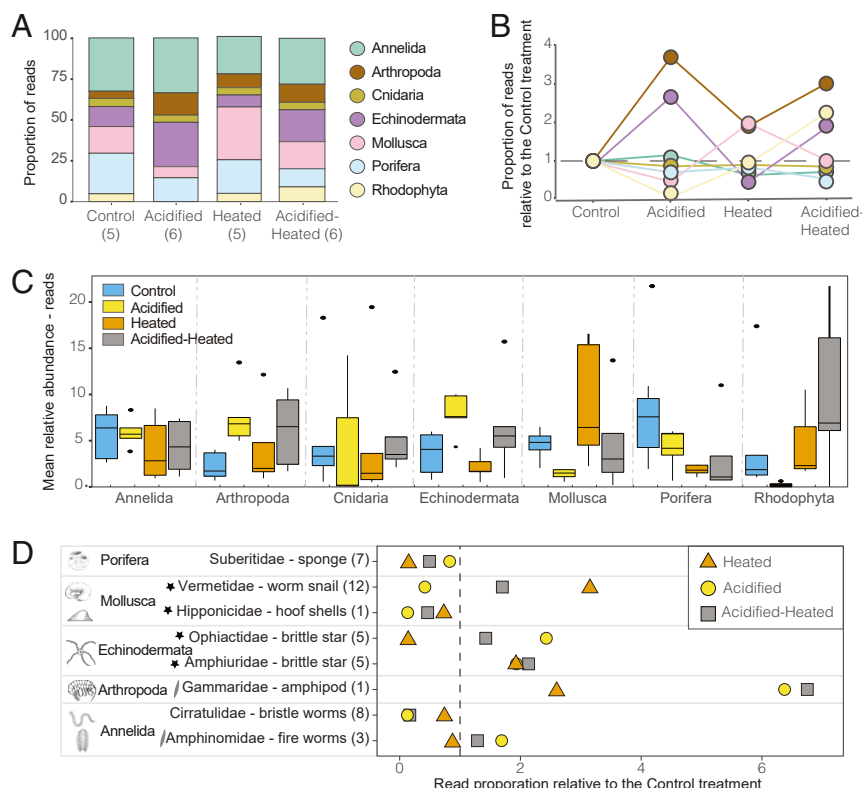 A
Proportion of reads
100
75
50
25
0
Control
(5)
Acidified
(6)
Heated
(5)
Acidified-
Heated (6)
Annelida
Arthropoda
Cnidaria
Echinodermata
Mollusca
Porifera
Rhodophyta
B
Proportion of reads
relative to the Control treatment
4
3
2
1
0
Control
Acidified
Heated
Acidified-
Heated
C
Mean relative abundance - reads
20
15
10
5
0
Control
Acidified
Heated
Acidified-Heated
Annelida
Arthropoda
Cnidaria
Echinodermata
Mollusca
Porifera
Rhodophyta
D
Porifera
Suberitidae - sponge (7)
Mollusca
Vermetidae - worm snail (12)
Hipponicidae - hoof shells (1)
Echinodermata
Ophiactidae - brittle star (5)
Amphiuridae - brittle star (5)
Arthropoda
Gammaridae - amphipod (1)
Annelida
Cirratulidae - bristle worms (8)
Amphinomidae - fire worms (3)
Heated
Acidified
Acidified-Heated
0 2 4 6
Read proporation relative to the Control treatment